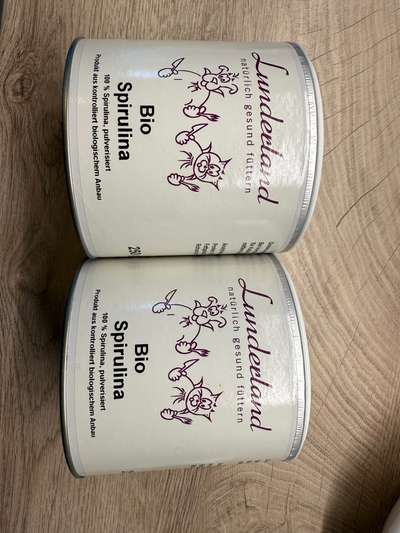 Lunderland
natürlich gesund füttern
Bio
Spirulina
100 % Spirulina, pulverisiert
Produkt aus kontrolliert biologischem Anbau
Lunderland
natürlich gesund füttern
Bio
Spirulina
100 % Spirulina, pulverisiert
Produkt aus kontrolliert biologischem Anbau